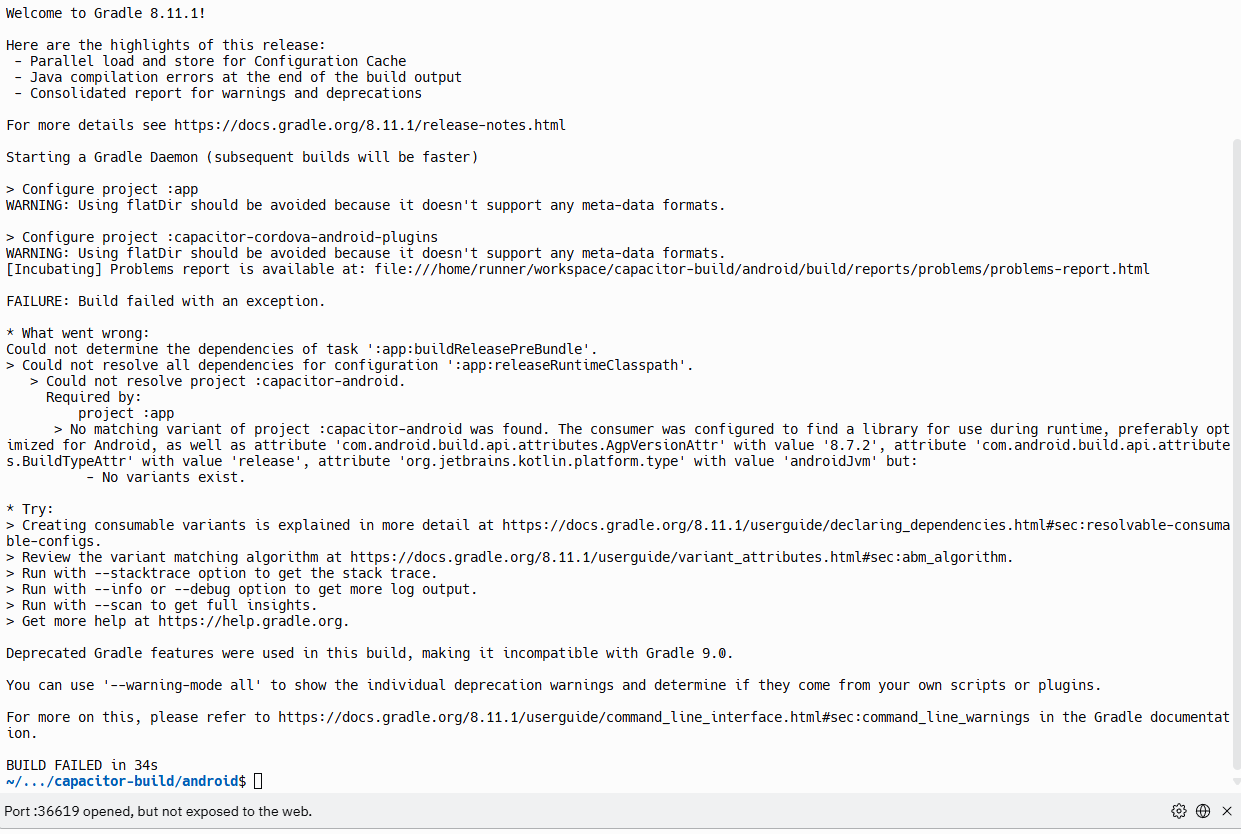 Welcome to Gradle 8.11.1!
Here are the highlights of this release:
- Parallel load and store for Configuration Cache
- Java compilation errors at the end of the build output
- Consolidated report for warnings and deprecations
For more details see https://docs.gradle.org/8.11.1/release-notes.html
Starting a Gradle Daemon (subsequent builds will be faster)
> Configure project :app
WARNING: Using flatDir should be avoided because it doesn't support any meta-data formats.
> Configure project :capacitor-cordova-android-plugins
WARNING: Using flatDir should be avoided because it doesn't support any meta-data formats.
[Incubating] Problems report is available at: file:///home/runner/workspace/capacitor-build/android/build/reports/problems/problems-report.html
FAILURE: Build failed with an exception.
* What went wrong:
Could not determine the dependencies of task ':app:buildReleasePreBundle'.
> Could not resolve all dependencies for configuration ':app:releaseRuntimeClasspath'.
> Could not resolve project :capacitor-android.
Required by:
project :app
> No matching variant of project :capacitor-android was found. The consumer was configured to find a library for use during runtime, preferably opt
imized for Android, as well as attribute 'com.android.build.api.attributes.AgpVersionAttr' with value '8.7.2', attribute 'com.android.build.api.attribute
s.BuildTypeAttr' with value 'release', attribute 'org.jetbrains.kotlin.platform.type' with value 'androidJvm' but:
- No variants exist.
* Try:
> Creating consumable variants is explained in more detail at https://docs.gradle.org/8.11.1/userguide/declaring_dependencies.html#sec:resolvable-consuma
ble-configs.
> Review the variant matching algorithm at https://docs.gradle.org/8.11.1/userguide/variant_attributes.html#sec:abm_algorithm.
> Run with --stacktrace option to get the stack trace.
> Run with --info or --debug option to get more log output.
> Run with --scan to get full insights.
> Get more help at https://help.gradle.org.
Deprecated Gradle features were used in this build, making it incompatible with Gradle 9.0.
You can use '--warning-mode all' to show the individual deprecation warnings and determine if they come from your own scripts or plugins.
For more on this, please refer to https://docs.gradle.org/8.11.1/userguide/command_line_interface.html#sec:command_line_warnings in the Gradle documentat
ion.
BUILD FAILED in 34s
~/.../capacitor-build/android$
Port :36619 opened, but not exposed to the web.